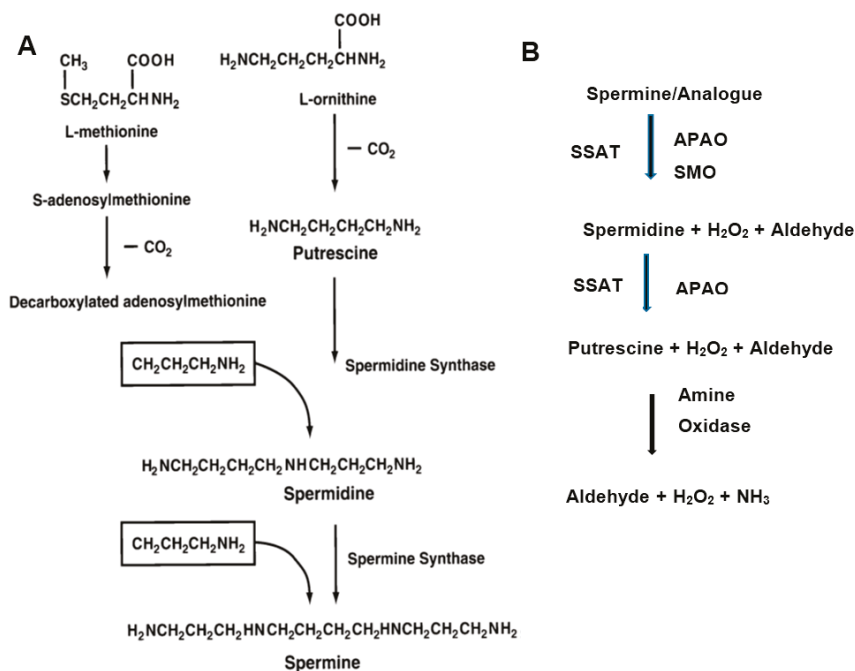 A
COOH
CH₃ COOH
H₂NCH₂CH₂CH₂CHNH₂
SCH₂CH₂CHNH₂
L-ornithine
L-methionine
— CO₂
S-adenosylmethionine
H₂NCH₂CH₂CH₂CH₂NH₂
— CO₂
Putrescine
Decarboxylated adenosylmethionine
CH₂CH₂CH₂NH₂
Spermidine Synthase
H₂NCH₂CH₂CH₂CH₂NHCH₂CH₂CH₂NH₂
Spermidine
CH₂CH₂CH₂NH₂
Spermine Synthase
H₂NCH₂CH₂CH₂HNCH₂CH₂CH₂CH₂HNCH₂CH₂CH₂NH₂
Spermine
B
Spermine/Analogue
SSAT
APAO
SMO
Spermidine + H₂O₂ + Aldehyde
SSAT
APAO
Putrescine + H₂O₂ + Aldehyde
Amine
Oxidase
Aldehyde + H₂O₂ + NH₃